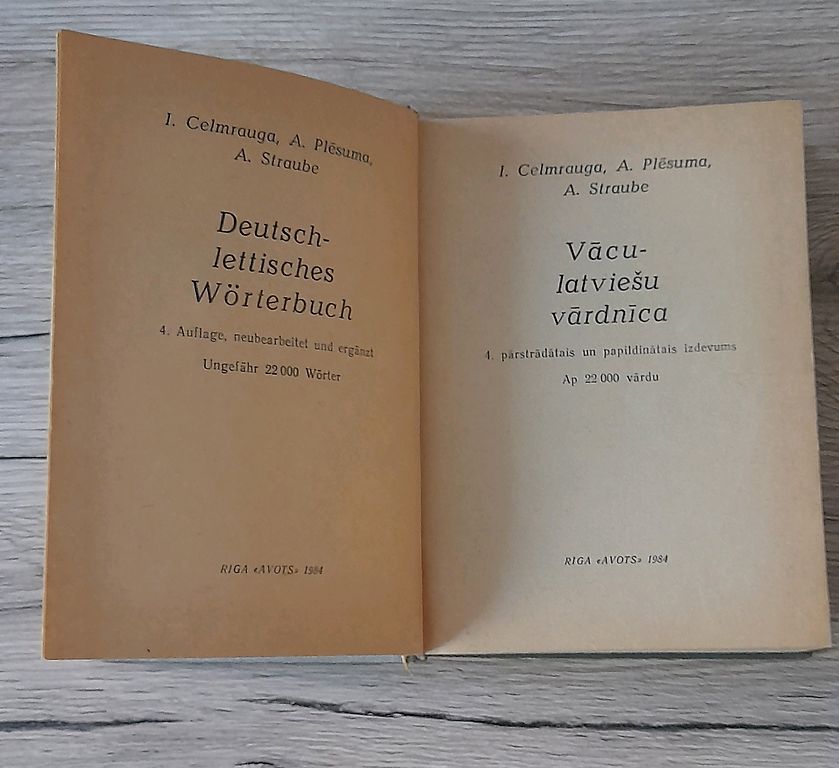 I. Celmrauga, A. Plēsuma,
A. Straube
Deutsch-
lettisches
Wörterbuch
4. Auflage, neubearbeitet und ergänzt
Ungefähr 22 000 Wörter
RIGA «AVOTS» 1984
I. Celmrauga, A. Plēsuma,
A. Straube
Vācu-
latviešu
vārdnīca
4. pārstrādātais un papildinātais izdevums
Ap 22 000 vārdu
RIGA «AVOTS» 1984